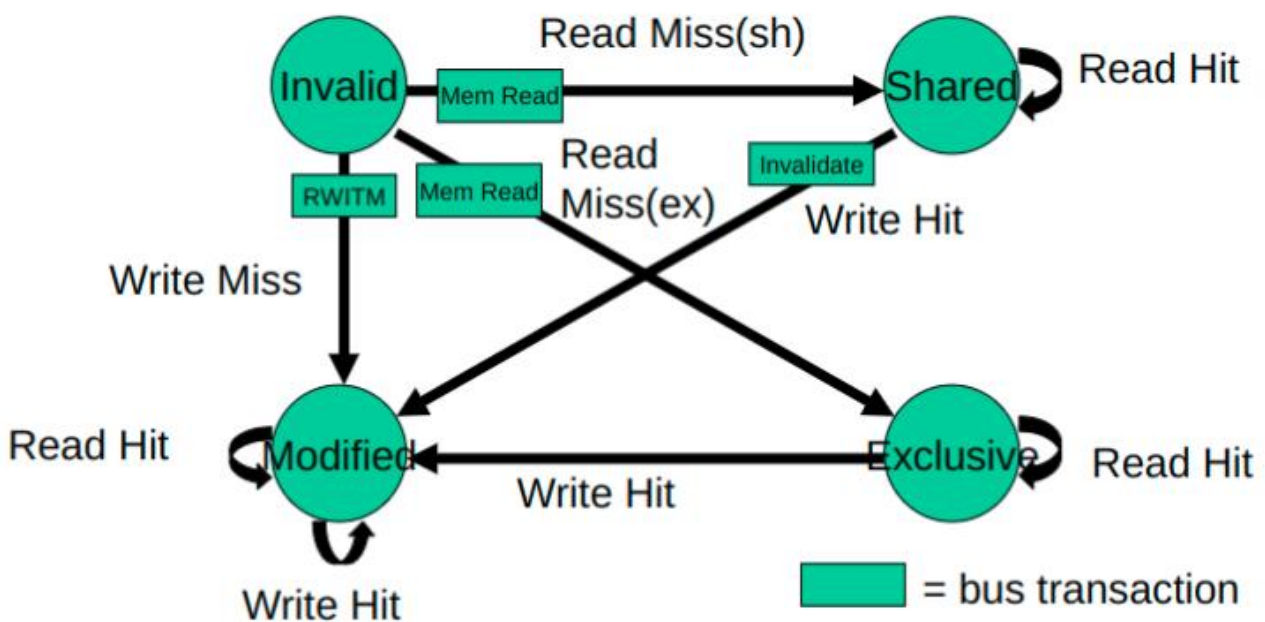 Read Miss(sh)
Invalid
Mem Read
Shared
Read Hit
Read
Miss(ex)
Invalidate
RWITM
Mem Read
Write Hit
Write Miss
Read Hit
Modified
Exclusive
Read Hit
Write Hit
Write Hit
= bus transaction